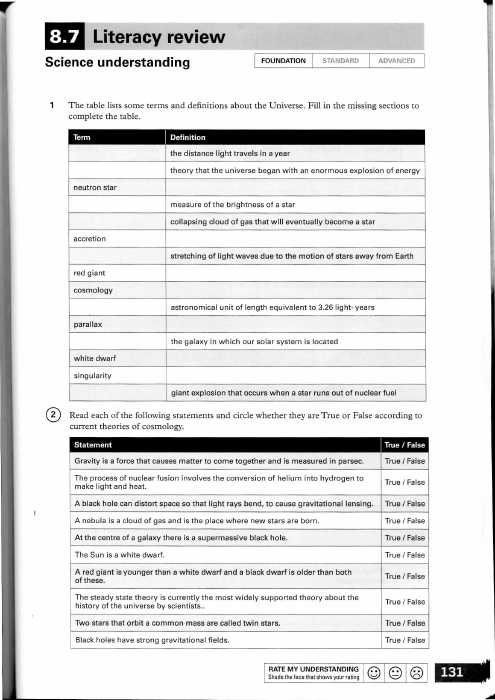 8.7 Literacy review
Science understanding
FOUNDATION STANDARD ADVANCED
1 The table lists some terms and definitions about the Universe. Fill in the missing sections to
complete the table.
Term Definition
the distance light travels in a year
theory that the universe began with an enormous explosion of energy
neutron star
measure of the brightness of a star
collapsing cloud of gas that will eventually become a star
accretion
stretching of light waves due to the motion of stars away from Earth
red giant
cosmology
astronomical unit of length equivalent to 3.26 light-years
parallax
the galaxy in which our solar system is located
white dwarf
singularity
giant explosion that occurs when a star runs out of nuclear fuel
2 Read each of the following statements and circle whether they are True or False according to
current theories of cosmology.
Statement True / False
Gravity is a force that causes matter to come together and is measured in parsec. True / False
The process of nuclear fusion involves the conversion of helium into hydrogen to
make light and heat. True / False
A black hole can distort space so that light rays bend, to cause gravitational lensing. True / False
A nebula is a cloud of gas and is the place where new stars are born. True / False
At the centre of a galaxy there is a supermassive black hole. True / False
The Sun is a white dwarf. True / False
A red giant is younger than a white dwarf and a black dwarf is older than both
of these. True / False
The steady state theory is currently the most widely supported theory about the
history of the universe by scientists.. True / False
Two stars that orbit a common mass are called twin stars. True / False
Black holes have strong gravitational fields. True / False
RATE MY UNDERSTANDING
Shade the face that shows your rating
131